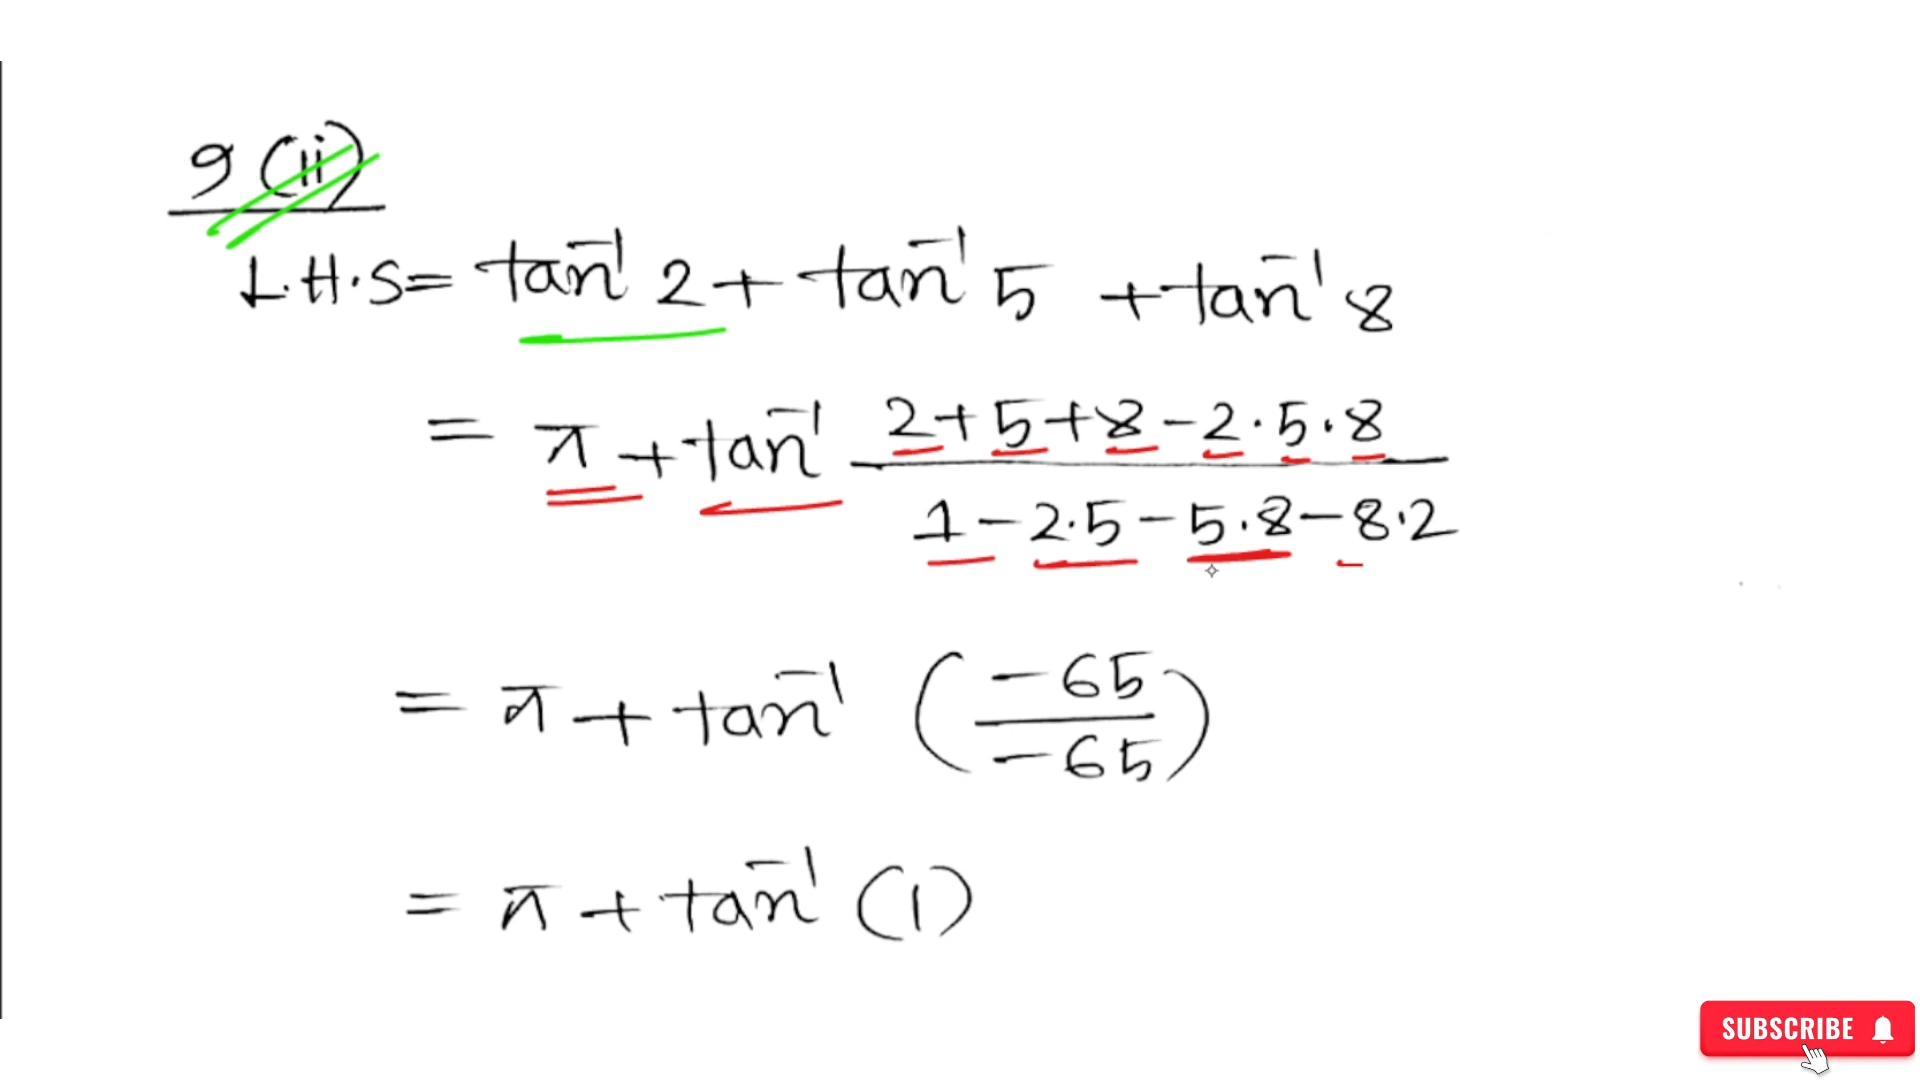 9 (ii)
L.H.S = tan⁻¹ 2 + tan⁻¹ 5 + tan⁻¹ 8
= π + tan⁻¹ (2+5+8-2·5·8)/(1-2·5-5·8-8·2)
= π + tan⁻¹ (-65/-65)
= π + tan⁻¹ (1)
SUBSCRIBE